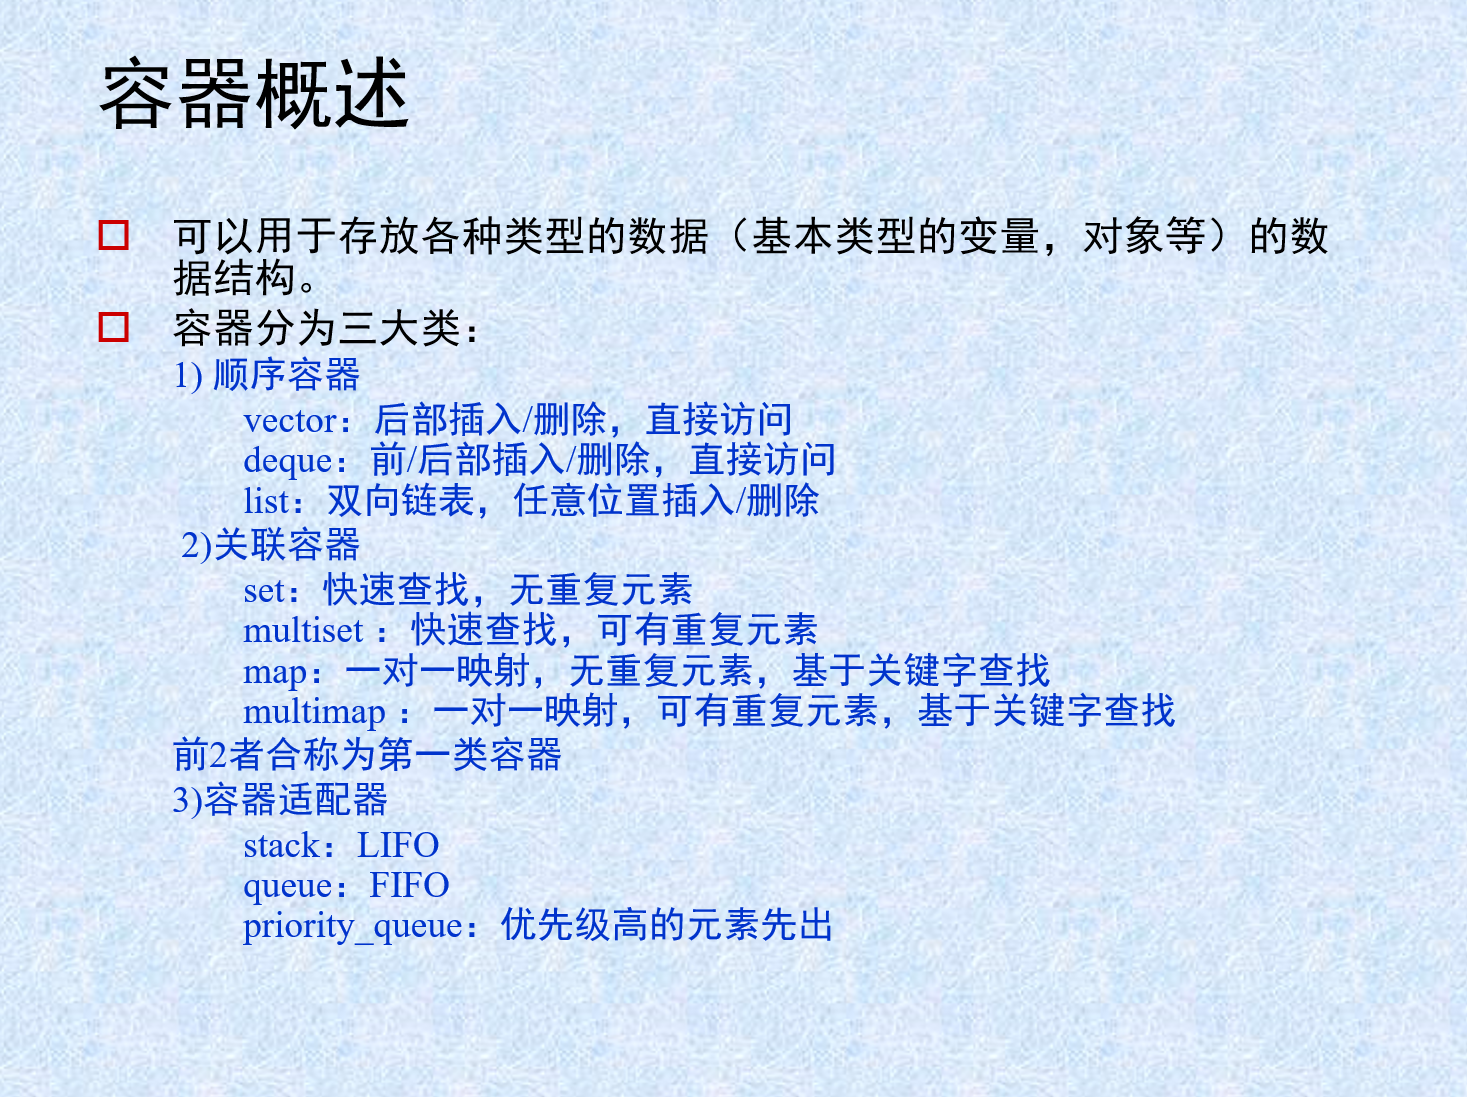 容器概述
可以用于存放各种类型的数据（基本类型的变量，对象等）的数
据结构。
容器分为三大类：
1) 顺序容器
vector：后部插入/删除，直接访问
deque：前/后部插入/删除，直接访问
list：双向链表，任意位置插入/删除
2)关联容器
set：快速查找，无重复元素
multiset ：快速查找，可有重复元素
map：一对一映射，无重复元素，基于关键字查找
multimap ：一对一映射，可有重复元素，基于关键字查找
前2者合称为第一类容器
3)容器适配器
stack：LIFO
queue：FIFO
priority_queue：优先级高的元素先出